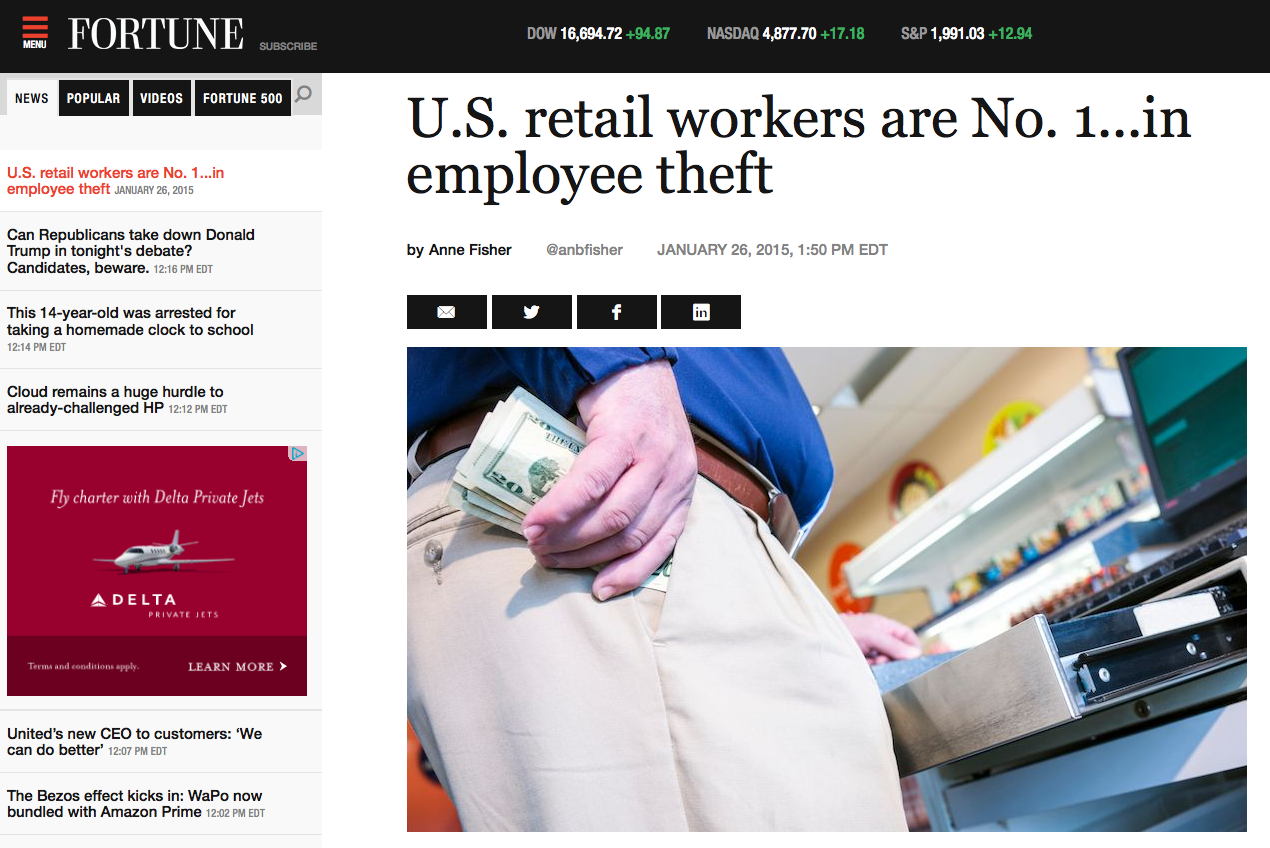 MENU
FORTUNE
SUBSCRIBE
DOW 16,694.72 +94.87
NASDAQ 4,877.70 +17.18
S&P 1,991.03 +12.94
NEWS
POPULAR
VIDEOS
FORTUNE 500
U.S. retail workers are No. 1...in
employee theft JANUARY 26, 2015
Can Republicans take down Donald
Trump in tonight's debate?
Candidates, beware. 12:16 PM EDT
This 14-year-old was arrested for
taking a homemade clock to school
12:14 PM EDT
Cloud remains a huge hurdle to
already-challenged HP 12:12 PM EDT
Fly charter with Delta Private Jets
DELTA
PRIVATE JETS
Terms and conditions apply.
LEARN MORE
United's new CEO to customers: ‘We
can do better’ 12:07 PM EDT
The Bezos effect kicks in: WaPo now
bundled with Amazon Prime 12:02 PM EDT
U.S. retail workers are No. 1...in
employee theft
by Anne Fisher
@anbfisher
JANUARY 26, 2015, 1:50 PM EDT
f
in
20